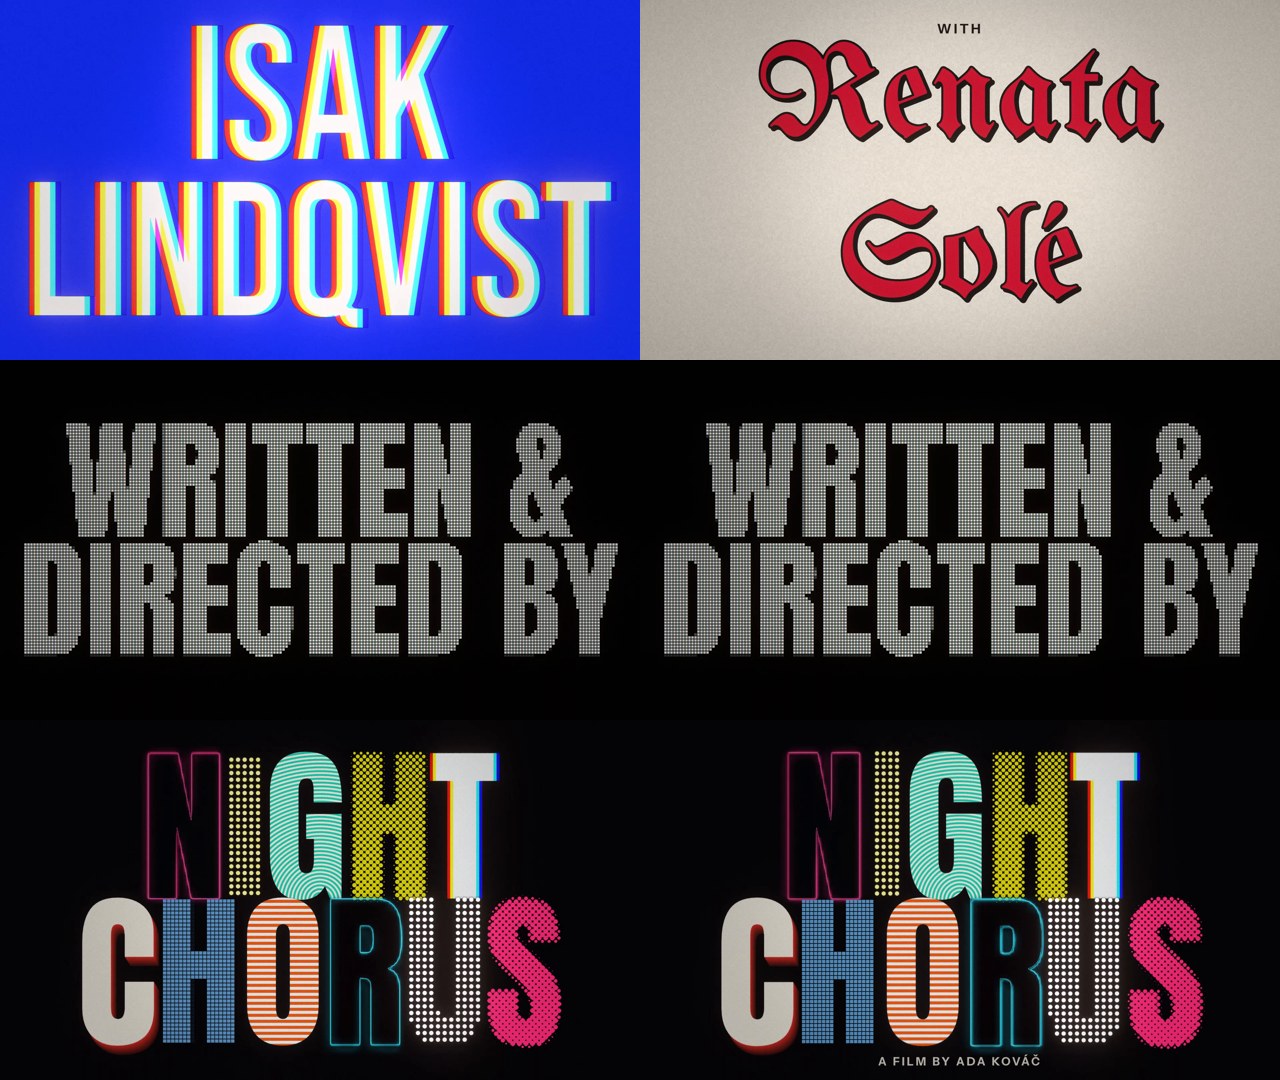 ISAK
LINDQVIST
WITH
Renata
Solé
WRITTEN &
DIRECTED BY
WRITTEN &
DIRECTED BY
NIGHT
CHORUS
NIGHT
CHORUS
A FILM BY ADA KOVÁČ